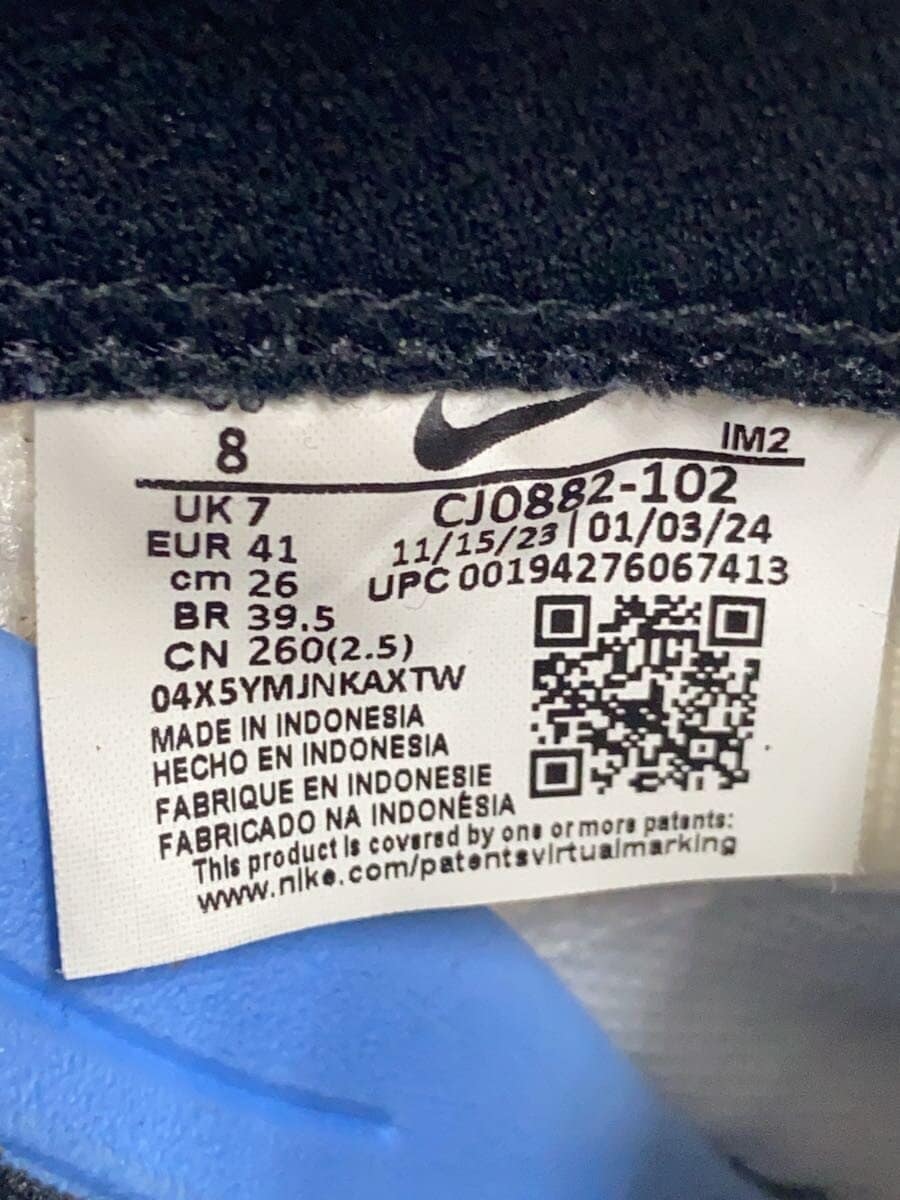 8
IM2
UK 7
CJ0882-102
EUR 41
11/15/23 | 01/03/24
cm 26
UPC 00194276067413
BR 39.5
CN 260(2.5)
04X5YMJNKAXTW
MADE IN INDONESIA
HECHO EN INDONESIA
FABRIQUE EN INDONESIE
FABRICADO NA INDONÉSIA
This product is covered by one or more patents:
www.nike.com/patentsvirtualmarking